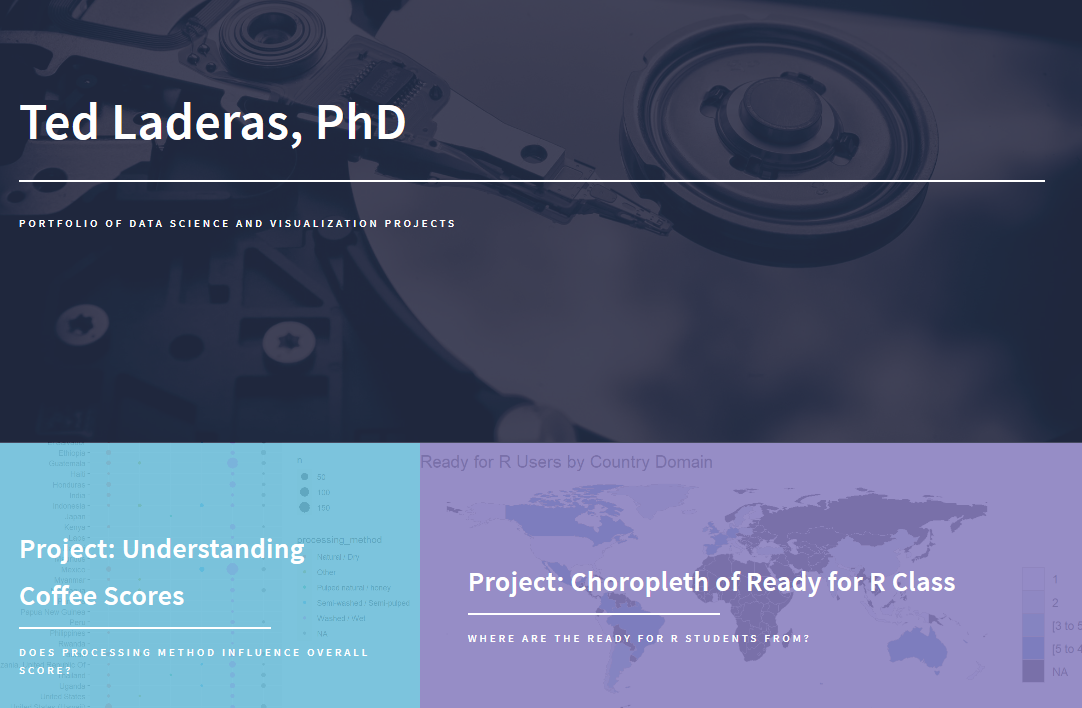 Ted Laderas, PhD
PORTFOLIO OF DATA SCIENCE AND VISUALIZATION PROJECTS
Ethiopia
Guatemala
Haiti
Honduras
India
Indonesia
Japan
Kenya
Mexico
Myanmar
Papua New Guinea
Peru
Philippines
Uganda
United States
n
50
100
150
processing_method
Natural / Dry
Other
Pulped natural / honey
Semi-washed / Semi-pulped
Washed / Wet
NA
Project: Understanding
Coffee Scores
DOES PROCESSING METHOD INFLUENCE OVERALL
SCORE?
Ready for R Users by Country Domain
Project: Choropleth of Ready for R Class
WHERE ARE THE READY FOR R STUDENTS FROM?
1
2
[3 to 5
[5 to 4
NA